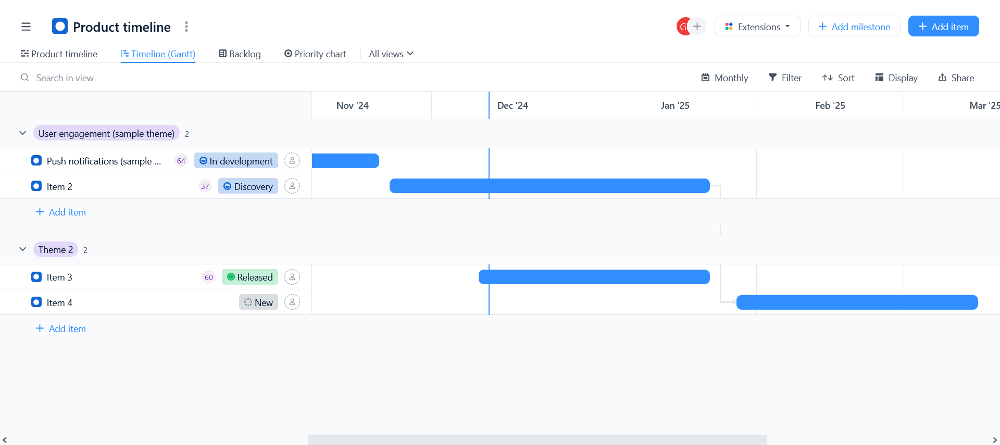 Product timeline
G
Extensions
Add milestone
Add item
Product timeline
Timeline (Gantt)
Backlog
Priority chart
All views
Search in view
Monthly
Filter
Sort
Display
Share
Nov '24
Dec '24
Jan '25
Feb '25
Mar '25
User engagement (sample theme) 2
Push notifications (sample ... 64 In development
Item 2 37 Discovery
Add item
Theme 2 2
Item 3 60 Released
Item 4 New
Add item